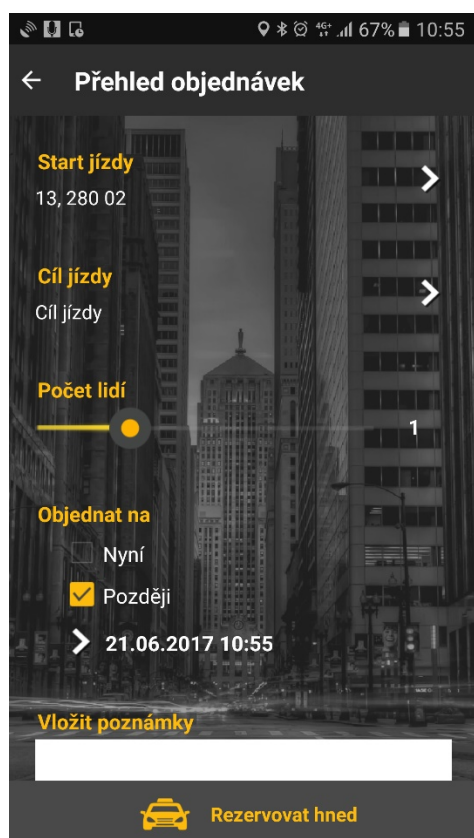 4G+ 67% 10:55
Přehled objednávek
Start jízdy
13, 280 02
Cíl jízdy
Cíl jízdy
Počet lidí
1
Objednat na
Nyní
Později
21.06.2017 10:55
Vložit poznámky
Rezervovat hned